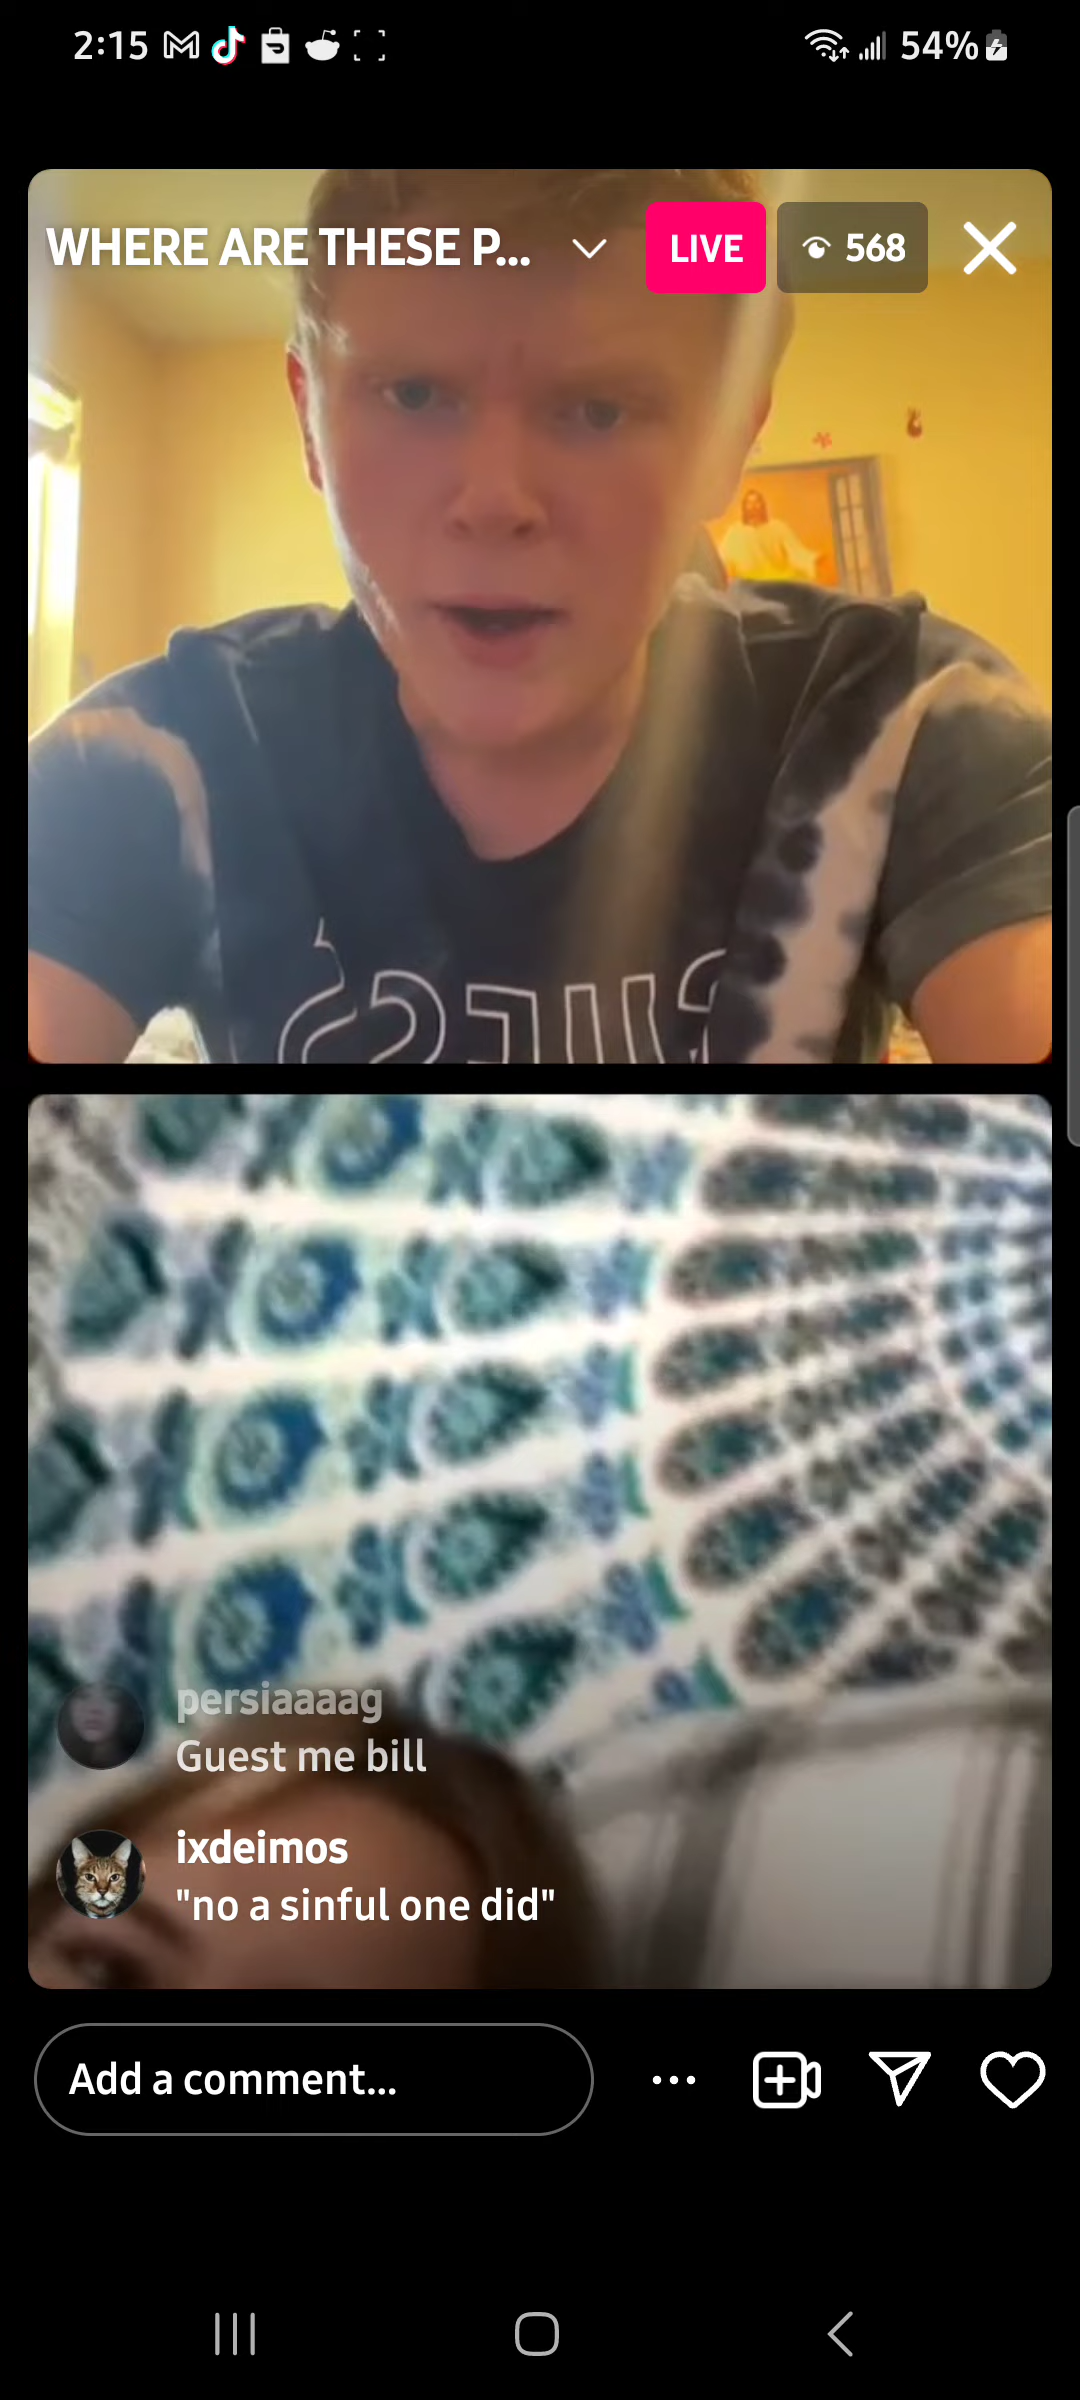 2:15 54%
WHERE ARE THESE P... LIVE 568
persiaaaag
Guest me bill
ixdeimos
"no a sinful one did"
Add a comment...